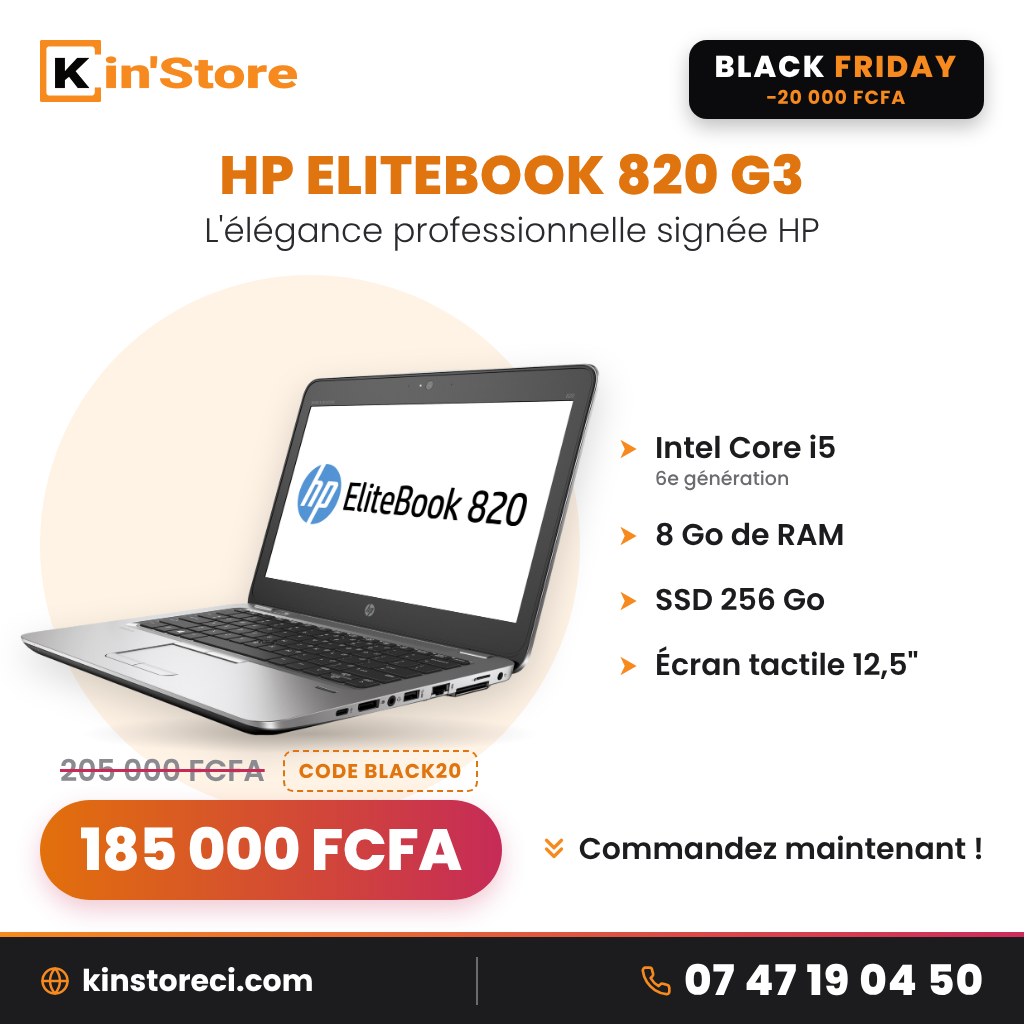 Kin'Store
BLACK FRIDAY
-20 000 FCFA
HP ELITEBOOK 820 G3
L'élégance professionnelle signée HP
hp EliteBook 820
Intel Core i5
6e génération
8 Go de RAM
SSD 256 Go
Écran tactile 12,5"
205 000 FCFA
CODE BLACK20
185 000 FCFA
Commandez maintenant !
kinstoreci.com
07 47 19 04 50